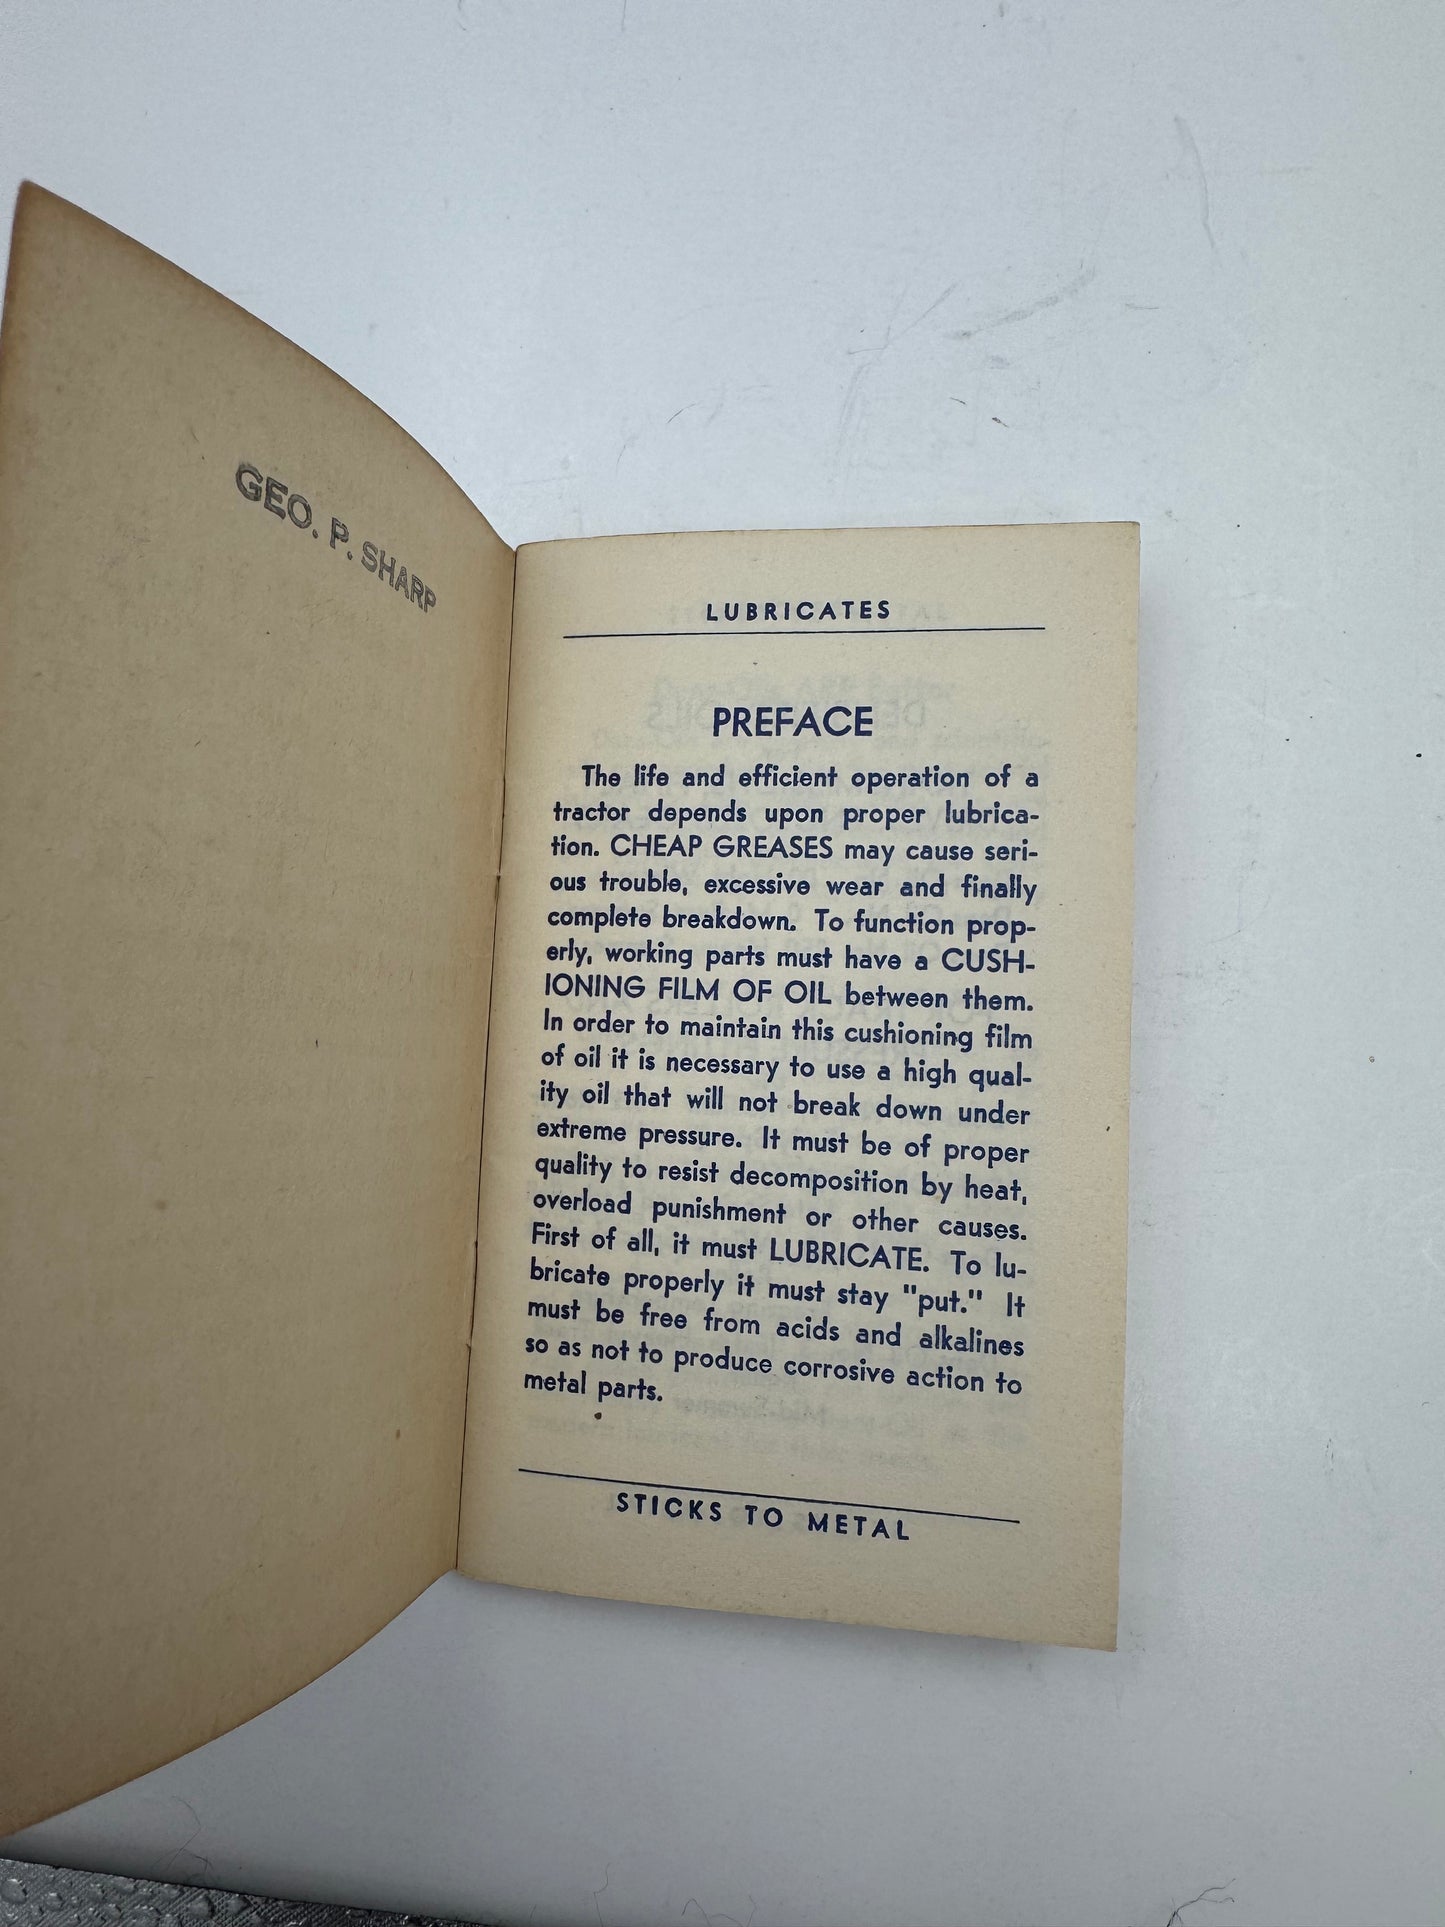 GEO. P. SHARP
LUBRICATES
PREFACE
The life and efficient operation of a
tractor depends upon proper lubrica-
tion. CHEAP GREASES may cause seri-
ous trouble, excessive wear and finally
complete breakdown. To function prop-
erly, working parts must have a CUSH-
IONING FILM OF OIL between them.
In order to maintain this cushioning film
of oil it is necessary to use a high qual-
ity oil that will not break down under
extreme pressure. It must be of proper
quality to resist decomposition by heat,
overload punishment or other causes.
First of all, it must LUBRICATE. To lu-
bricate properly it must stay "put." It
must be free from acids and alkalines
so as not to produce corrosive action to
metal parts.
STICKS TO METAL